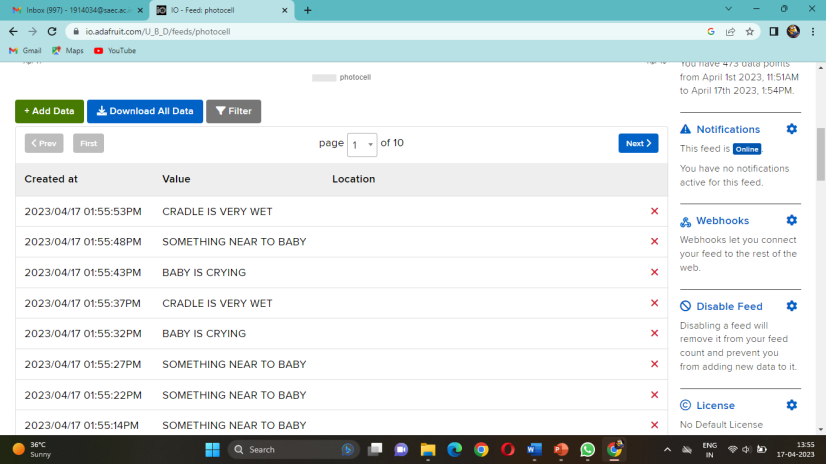 Inbox (997) - 1914034@saec.ac.in
IO - Feed: photocell
io.adafruit.com/U_B_D/feeds/photocell
Gmail
Maps
YouTube
photocell
You have 473 data points
from April 1st 2023, 11:51AM
to April 17th 2023, 1:54PM.
+ Add Data
Download All Data
Filter
Prev
First
page 1 of 10
Next
Created at Value Location
2023/04/17 01:55:53PM CRADLE IS VERY WET
2023/04/17 01:55:48PM SOMETHING NEAR TO BABY
2023/04/17 01:55:43PM BABY IS CRYING
2023/04/17 01:55:37PM CRADLE IS VERY WET
2023/04/17 01:55:32PM BABY IS CRYING
2023/04/17 01:55:27PM SOMETHING NEAR TO BABY
2023/04/17 01:55:22PM SOMETHING NEAR TO BABY
2023/04/17 01:55:14PM SOMETHING NEAR TO BABY
Notifications
This feed is Online.
You have no notifications
active for this feed.
Webhooks
Webhooks let you connect
your feed to the rest of the
web.
Disable Feed
Disabling a feed will
remove it from your feed
count and prevent you
from adding new data to it.
License
No Default License
36°C
Sunny
Search
ENG
IN
13:55
17-04-2023